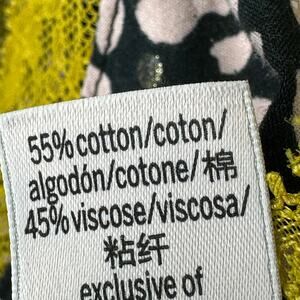 55% cotton/coton/
algodón/cotone/棉
45% viscose/viscosa/
粘纤
exclusive of